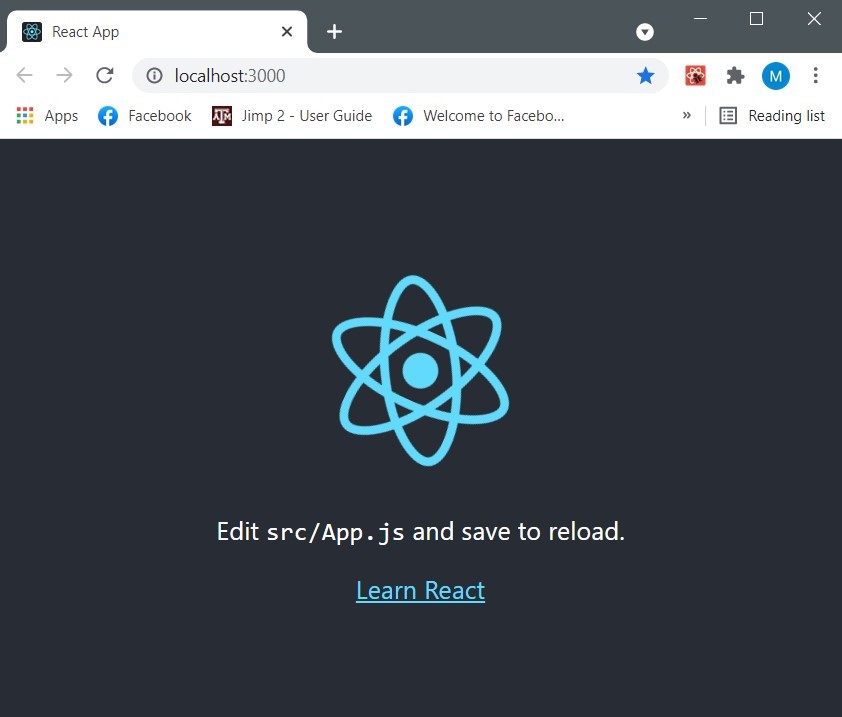 React App
localhost:3000
M
Apps Facebook Jimp 2 - User Guide Welcome to Facebo... » Reading list
Edit src/App.js and save to reload.
Learn React